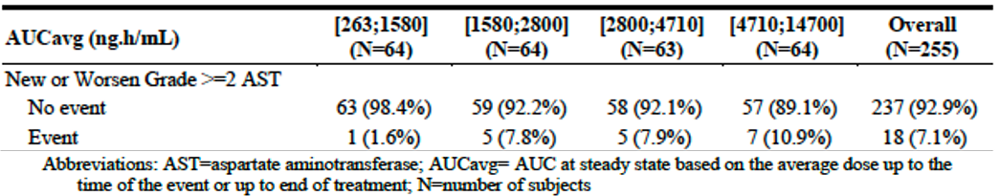 AUCavg (ng.h/mL) [263;1580] [1580;2800] [2800;4710] [4710;14700] Overall
(N=64) (N=64) (N=63) (N=64) (N=255)
New or Worsen Grade >=2 AST
No event 63 (98.4%) 59 (92.2%) 58 (92.1%) 57 (89.1%) 237 (92.9%)
Event 1 (1.6%) 5 (7.8%) 5 (7.9%) 7 (10.9%) 18 (7.1%)
Abbreviations: AST=aspartate aminotransferase; AUCavg= AUC at steady state based on the average dose up to the
time of the event or up to end of treatment; N=number of subjects